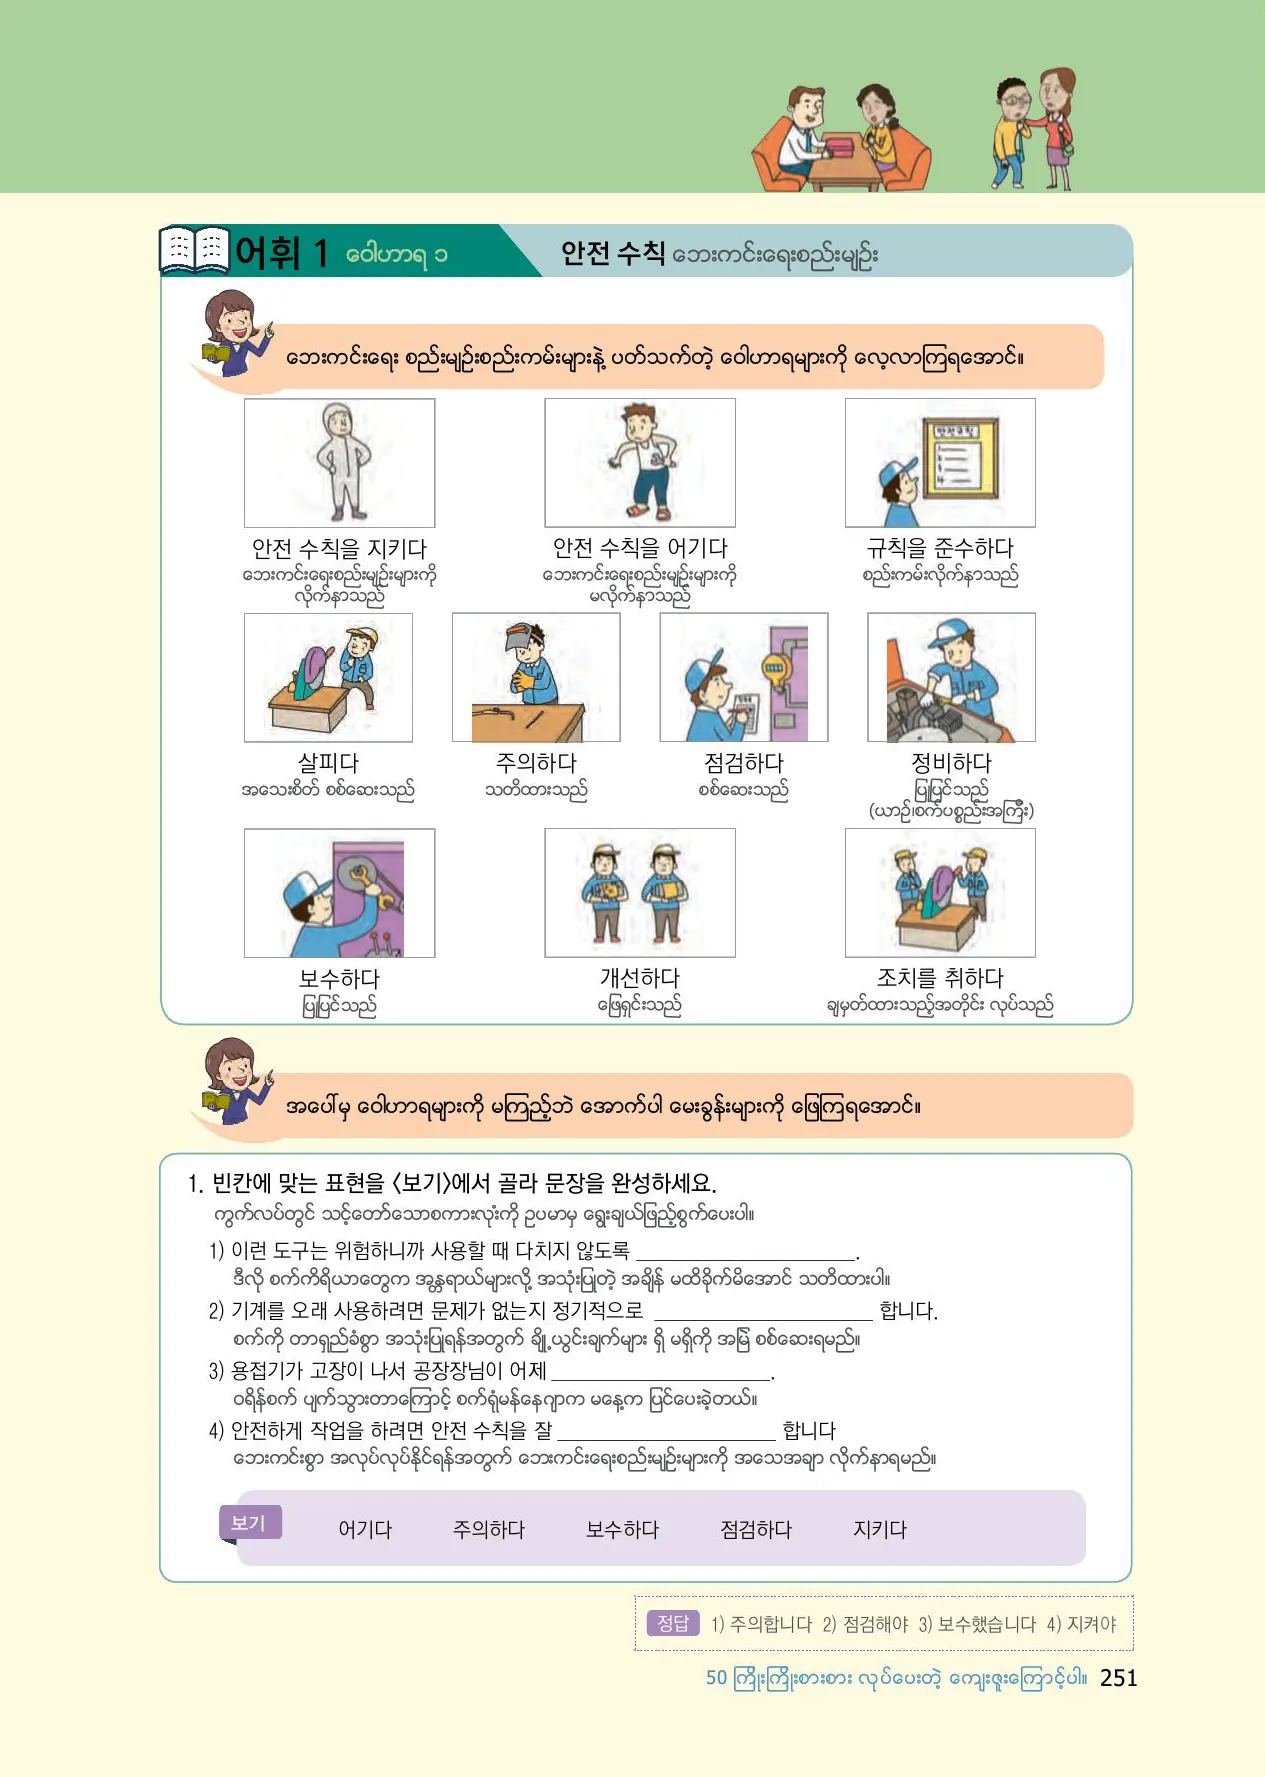 어휘 1 ဝေါဟာရ ၁
안전 수칙 ဘေးကင်းရေးစည်းမျဉ်း
ဘေးကင်းရေး စည်းမျဉ်းစည်းကမ်းများနဲ့ ပတ်သက်တဲ့ ဝေါဟာရများကို လေ့လာကြရအောင်။
안전규칙
안전 수칙을 지키다 안전 수칙을 어기다 규칙을 준수하다
ဘေးကင်းရေးစည်းမျဉ်းများကို ဘေးကင်းရေးစည်းမျဉ်းများကို စည်းကမ်းလိုက်နာသည်
လိုက်နာသည် မလိုက်နာသည်
살피다 주의하다 점검하다 정비하다
အသေးစိတ် စစ်ဆေးသည် သတိထားသည် စစ်ဆေးသည် ပြုပြင်သည်
(ယာဉ်၊စက်ပစ္စည်းအကြီး)
보수하다 개선하다 조치를 취하다
ပြုပြင်သည် ဖြေရှင်းသည် ချမှတ်ထားသည့်အတိုင်း လုပ်သည်
အပေါ်မှ ဝေါဟာရများကို မကြည့်ဘဲ အောက်ပါ မေးခွန်းများကို ဖြေကြရအောင်။
1. 빈칸에 맞는 표현을 〈보기〉에서 골라 문장을 완성하세요.
ကွက်လပ်တွင် သင့်တော်သောစကားလုံးကို ဥပမာမှ ရွေးချယ်ဖြည့်စွက်ပေးပါ။
1) 이런 도구는 위험하니까 사용할 때 다치지 않도록 ____________________.
ဒီလို စက်ကိရိယာတွေက အန္တရာယ်များလို့ အသုံးပြုတဲ့ အချိန် မထိခိုက်မိအောင် သတိထားပါ။
2) 기계를 오래 사용하려면 문제가 없는지 정기적으로 ____________________ 합니다.
စက်ကို တာရှည်ခံစွာ အသုံးပြုရန်အတွက် ချို့ယွင်းချက်များ ရှိ မရှိကို အမြဲ စစ်ဆေးရမည်။
3) 용접기가 고장이 나서 공장장님이 어제 ____________________.
ဝရိန်စက် ပျက်သွားတာကြောင့် စက်ရုံမန်နေဂျာက မနေ့က ပြင်ပေးခဲ့တယ်။
4) 안전하게 작업을 하려면 안전 수칙을 잘 ____________________ 합니다
ဘေးကင်းစွာ အလုပ်လုပ်နိုင်ရန်အတွက် ဘေးကင်းရေးစည်းမျဉ်းများကို အသေအချာ လိုက်နာရမည်။
보기 어기다 주의하다 보수하다 점검하다 지키다
정답 1) 주의합니다 2) 점검해야 3) 보수했습니다 4) 지켜야
50 ကြိုးကြိုးစားစား လုပ်ပေးတဲ့ ကျေးဇူးကြောင့်ပါ။ 251